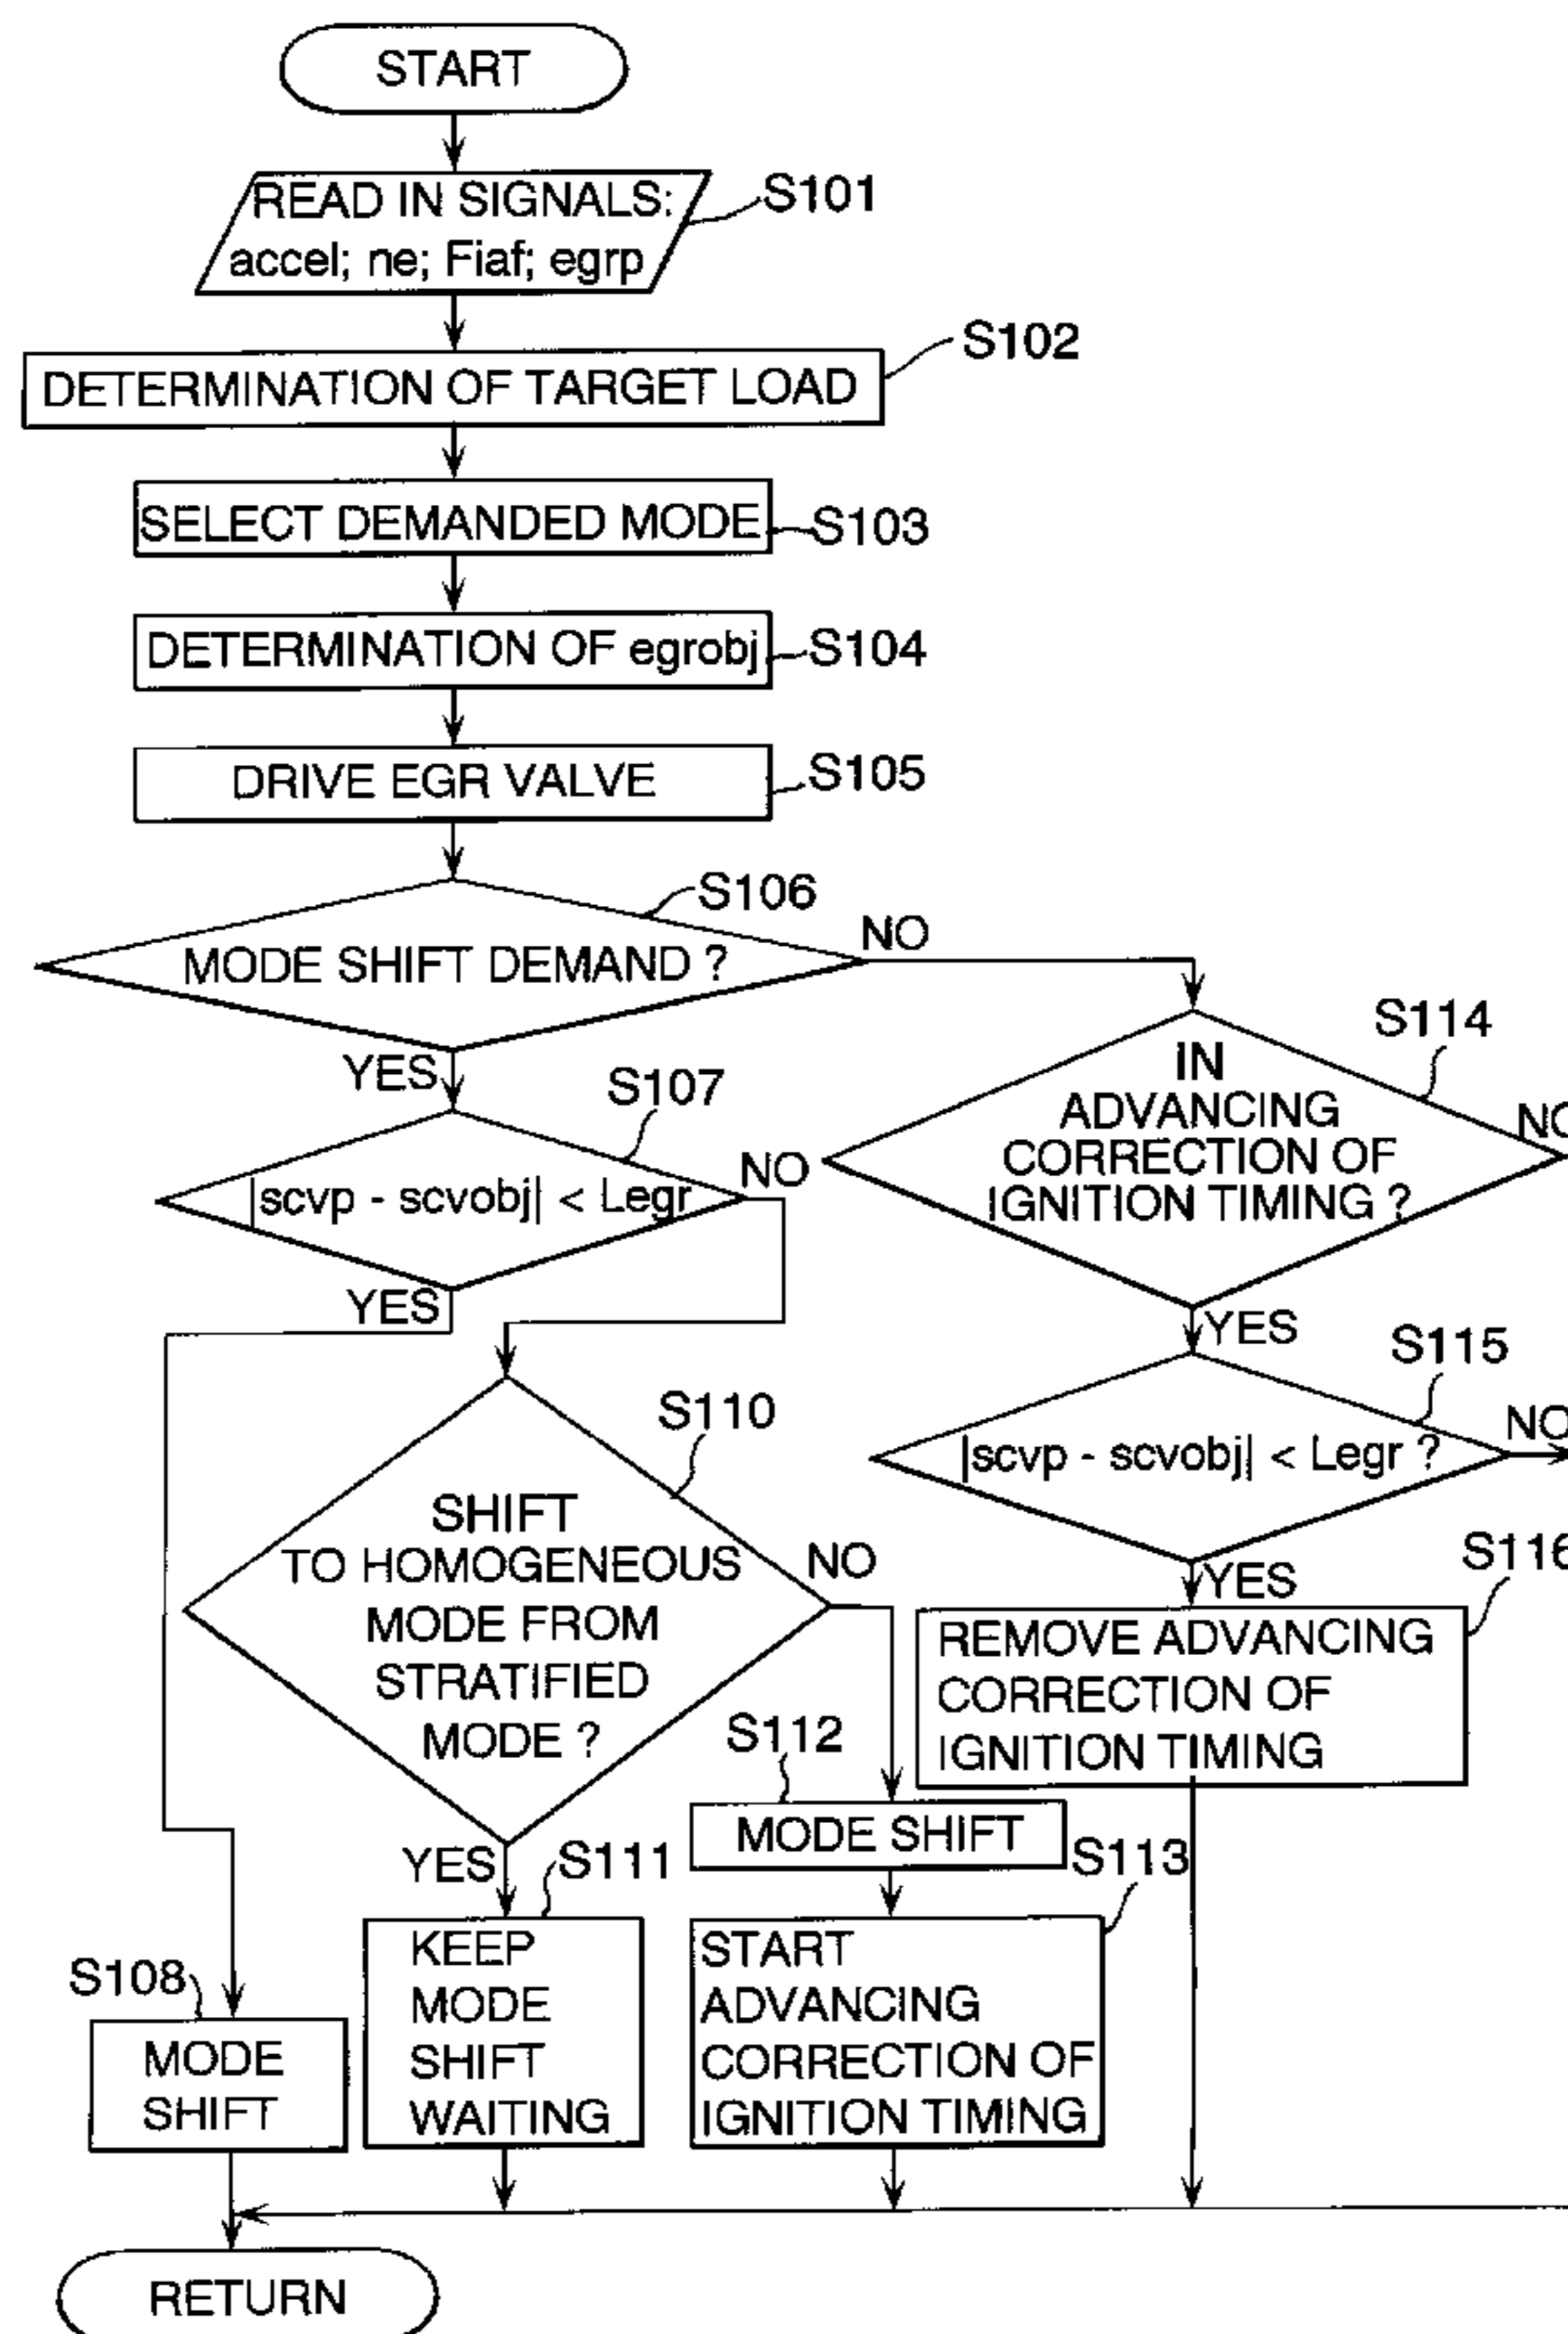 START
READ IN SIGNALS:
accel; ne; Fiaf; egrp
S101
DETERMINATION OF TARGET LOAD
S102
SELECT DEMANDED MODE
S103
DETERMINATION OF egrobj
S104
DRIVE EGR VALVE
S105
S106
MODE SHIFT DEMAND ?
NO
YES
S107
|scvp - scvobj| < Legr
NO
YES
S114
IN
ADVANCING
CORRECTION OF
IGNITION TIMING ?
NO
YES
S115
|scvp - scvobj| < Legr ?
NO
YES
S116
REMOVE ADVANCING
CORRECTION OF
IGNITION TIMING
S110
SHIFT
TO HOMOGENEOUS
MODE FROM
STRATIFIED
MODE ?
NO
YES
S112
MODE SHIFT
S111
KEEP
MODE
SHIFT
WAITING
S113
START
ADVANCING
CORRECTION OF
IGNITION TIMING
S108
MODE
SHIFT
RETURN